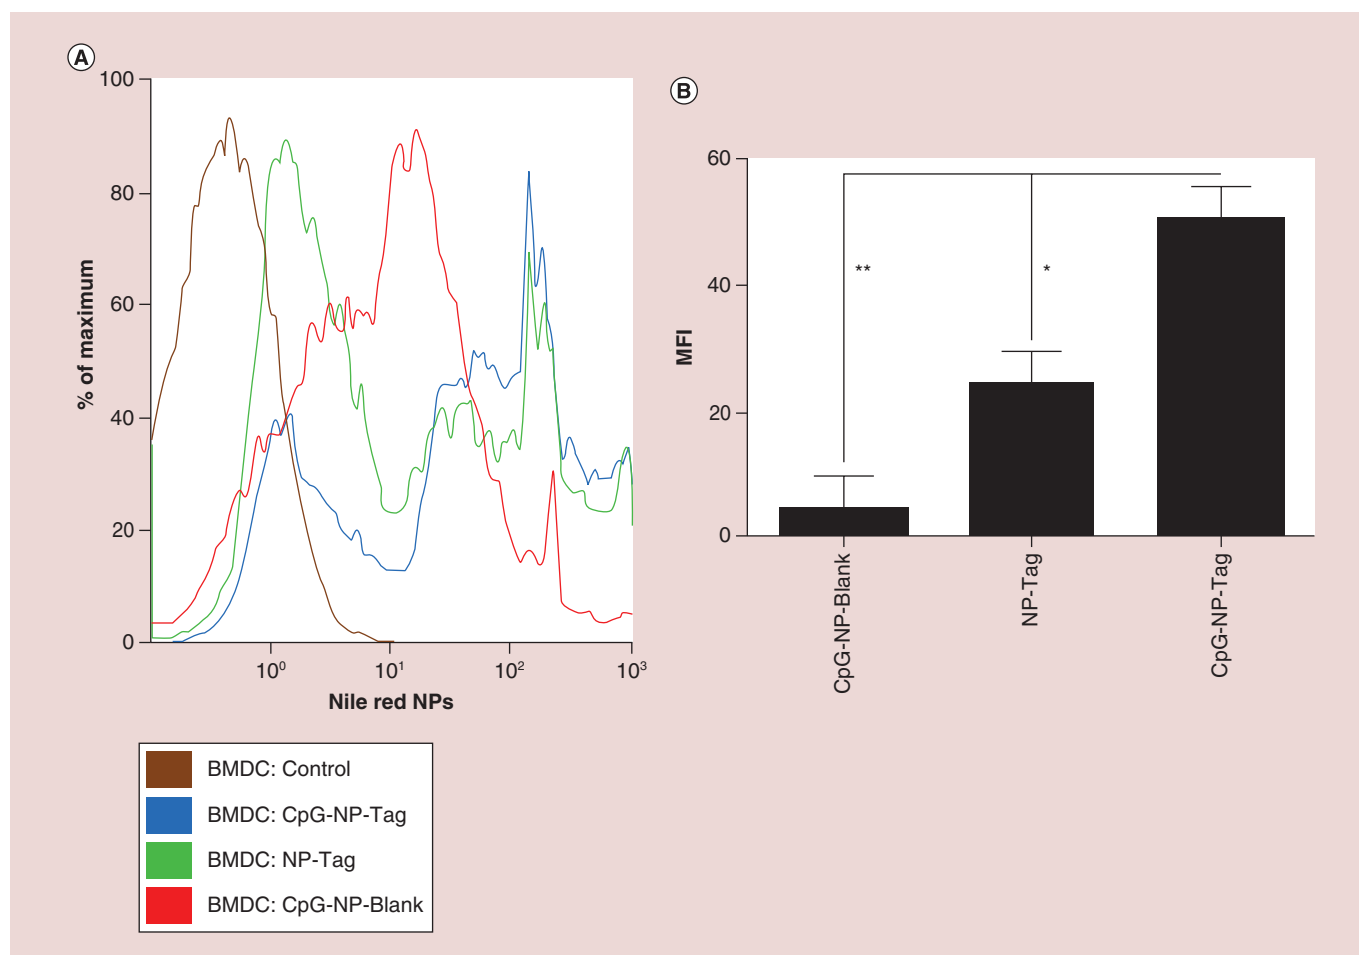 A
100
80
60
40
20
0
% of maximum
10⁰ 10¹ 10² 10³
Nile red NPs
BMDC: Control
BMDC: CpG-NP-Tag
BMDC: NP-Tag
BMDC: CpG-NP-Blank
B
60
40
20
0
MFI
** *
CpG-NP-Blank
NP-Tag
CpG-NP-Tag